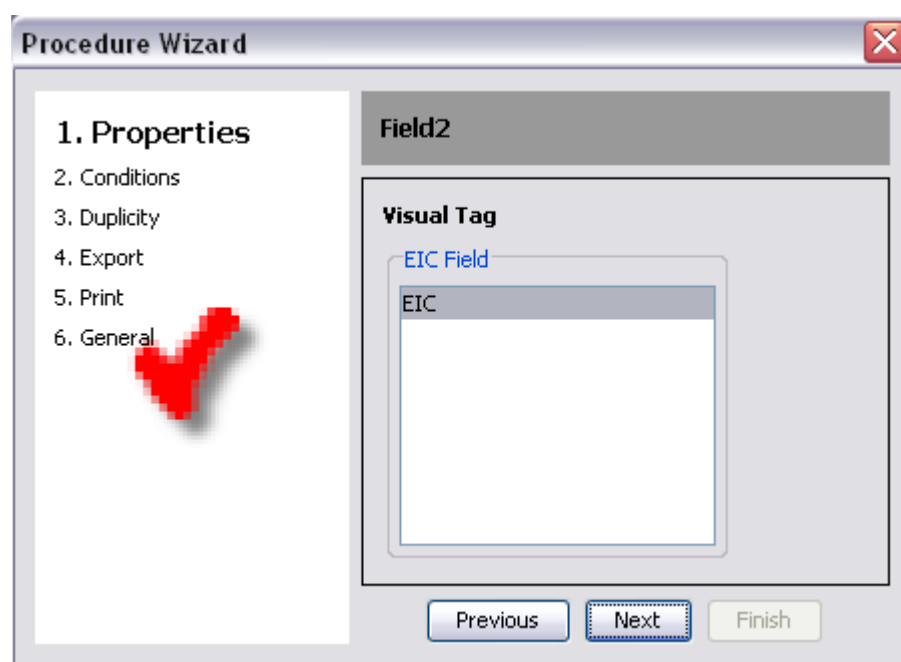 Procedure Wizard
1. Properties
2. Conditions
3. Duplicity
4. Export
5. Print
6. General
Field2
Visual Tag
EIC Field
EIC
Previous
Next
Finish